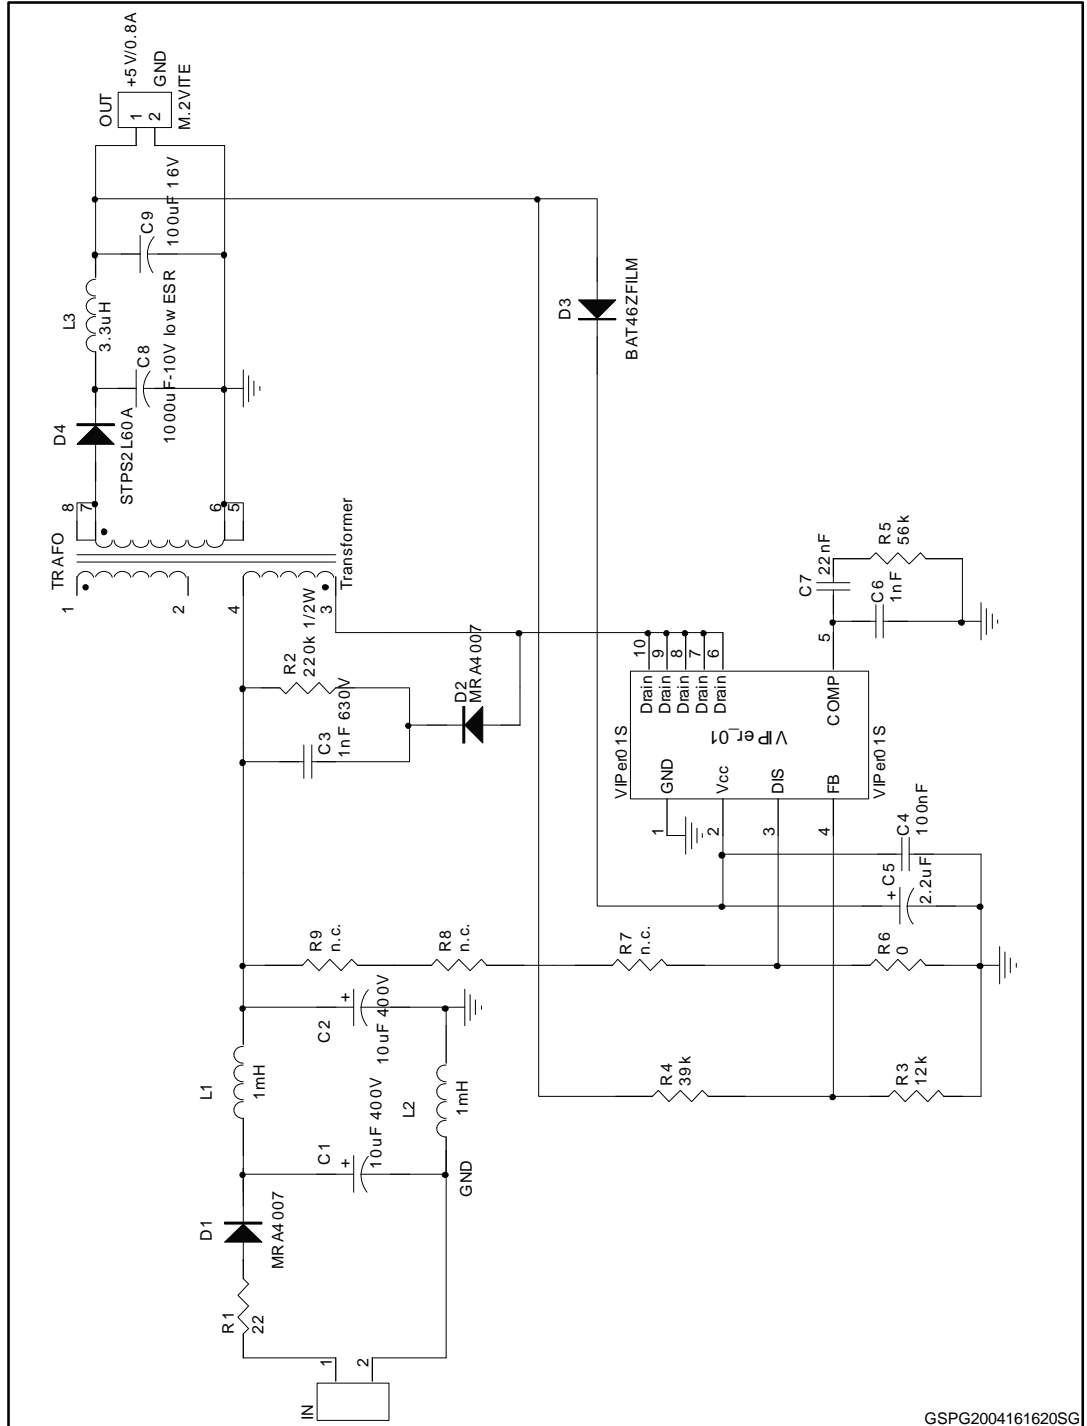 IN
1
2
R1
22
D1
MRA4007
C1
+
10uF 400V
L1
1mH
GND
L2
1mH
C2
+
10uF 400V
R9
n.c.
R8
n.c.
R7
n.c.
R6
0
R4
39k
R3
12k
C3
1nF 630V
R2
220k 1/2W
D2
MRA4007
TRAFO
1
2
4
3
Transformer
8
7
6
5
D4
STPS2L60A
C8
1000uF-10V low ESR
L3
3.3uH
C9
100uF 16V
OUT
1
2
+5V/0.8A
GND
M.2VITE
D3
BAT46ZFILM
VIPer01S
GND
Vcc
DIS
FB
1
2
3
4
VIPer_01
Drain
Drain
Drain
Drain
Drain
10
9
8
7
6
COMP
5
VIPer01S
+
C5
2.2uF
C4
100nF
C7
22nF
C6
1nF
R5
56k
GSPG2004161620SG